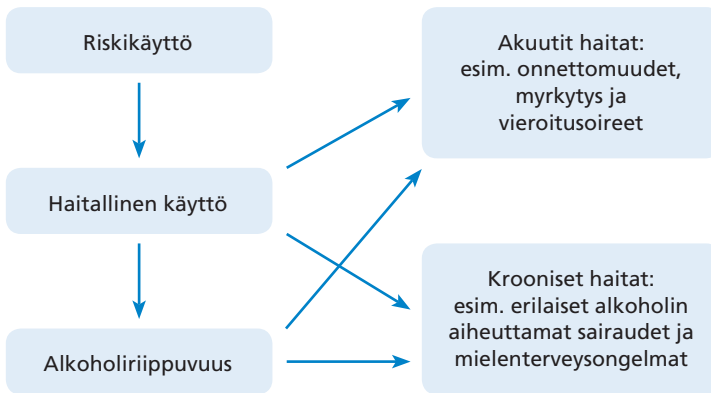 Riskikäyttö
Haitallinen käyttö
Alkoholiriippuvuus
Akuutit haitat:
esim. onnettomuudet,
myrkytys ja
vieroitusoireet
Krooniset haitat:
esim. erilaiset alkoholin
aiheuttamat sairaudet ja
mielenterveysongelmat